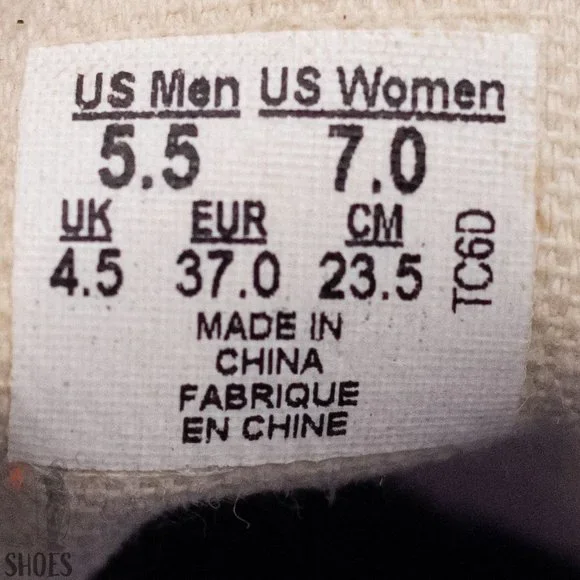 US Men US Women
5.5 7.0
UK EUR CM
4.5 37.0 23.5
TC6D
MADE IN
CHINA
FABRIQUE
EN CHINE
SHOES